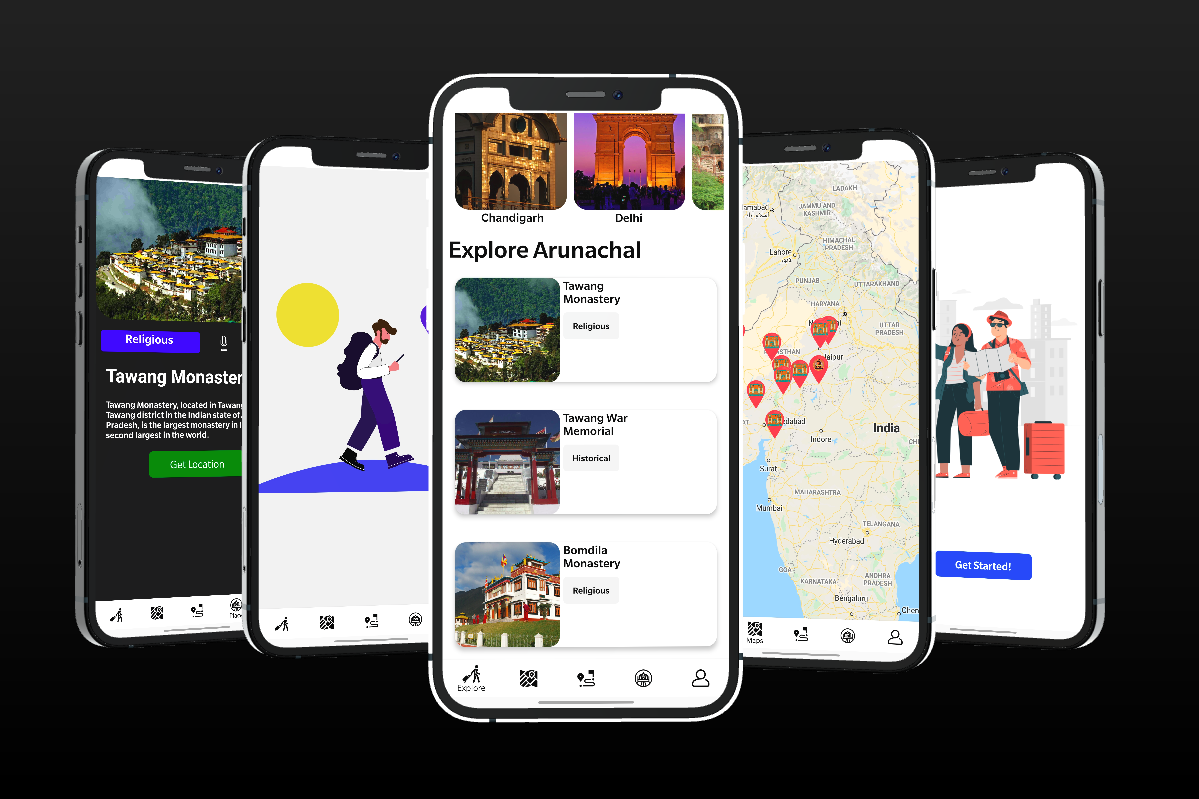 Religious
Tawang Monaster
Tawang Monastery, located in Tawang
Tawang district in the Indian state of
Pradesh, is the largest monastery in I
second largest in the world.
Get Location
Chandigarh
Delhi
Explore Arunachal
Tawang
Monastery
Religious
Tawang War
Memorial
Historical
Bomdila
Monastery
Religious
Explore
LADAKH
JAMMU AND
KASHMIR
HIMACHAL
PRADESH
Lahore
PUNJAB
UTTARAKHAND
HARYANA
UTTAR
PRADESH
Jaipur
India
Indore
Surat
MAHARASHTRA
Mumbai
TELANGANA
Hyderabad
GOA
KARNATAKA
ANDHRA
PRADESH
Bengaluru
Chen
Maps
Get Started!